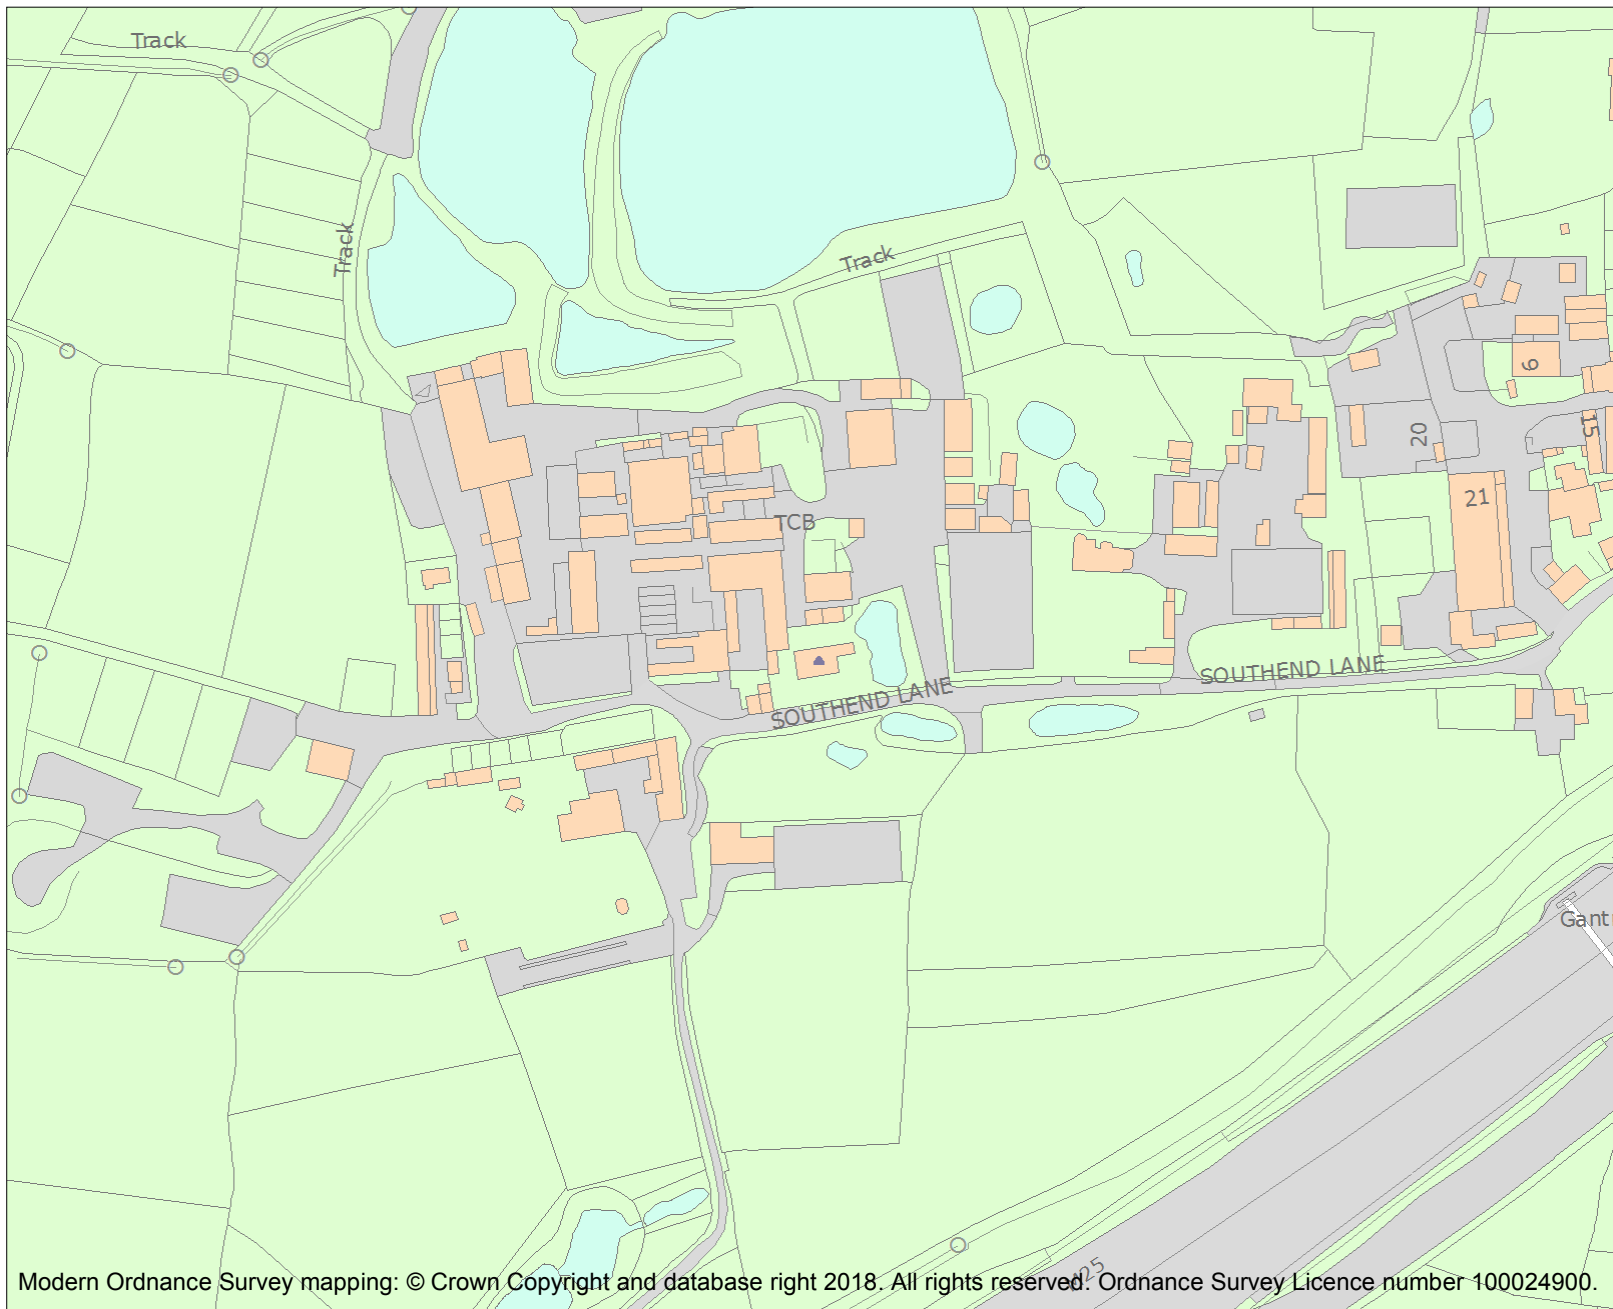 Track
Track
Track
9
15
20
21
TCB
SOUTHEND LANE
SOUTHEND LANE
Gant
Modern Ordnance Survey mapping: © Crown Copyright and database right 2018. All rights reserved. Ordnance Survey Licence number 100024900.